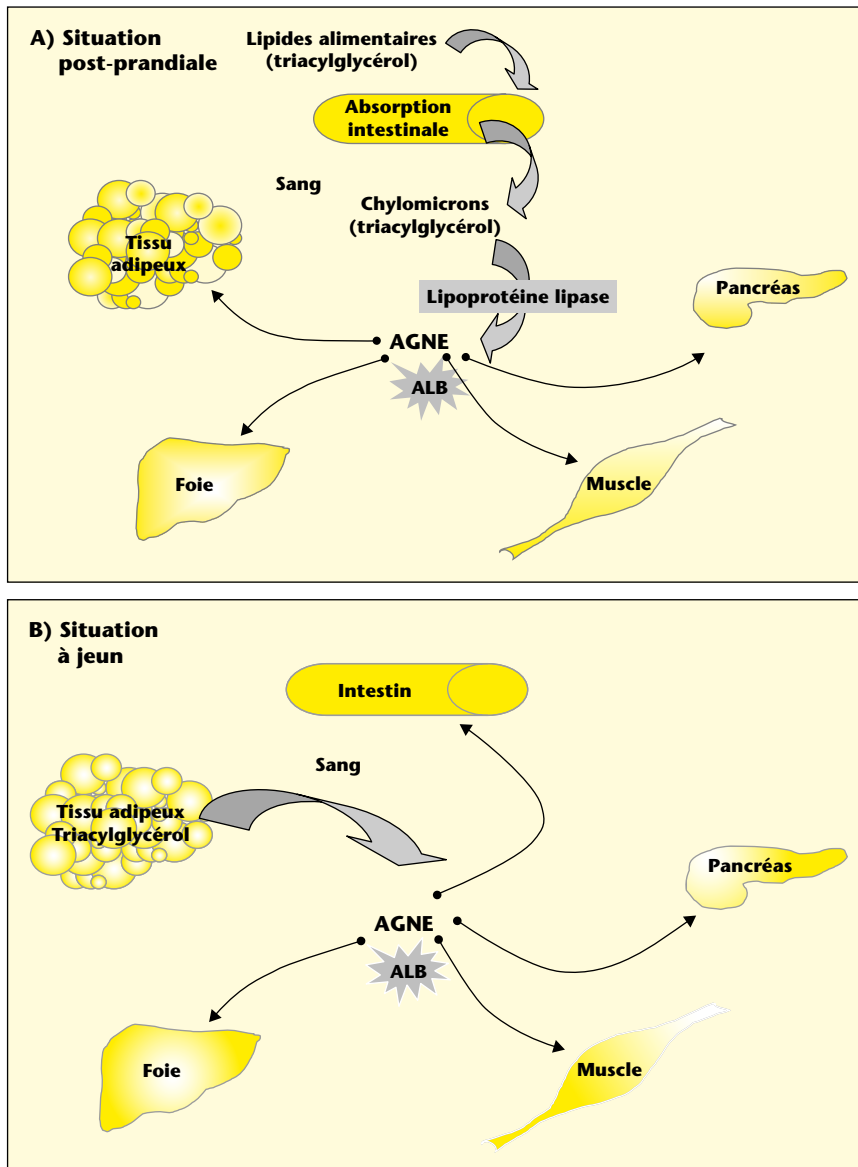 A) Situation
post-prandiale
Lipides alimentaires
(triacylglycérol)
Absorption
intestinale
Sang
Chylomicrons
(triacylglycérol)
Tissu
adipeux
Lipoprotéine lipase
Pancréas
AGNE
ALB
Foie
Muscle
B) Situation
à jeun
Intestin
Sang
Tissu adipeux
Triacylglycérol
Pancréas
AGNE
ALB
Foie
Muscle